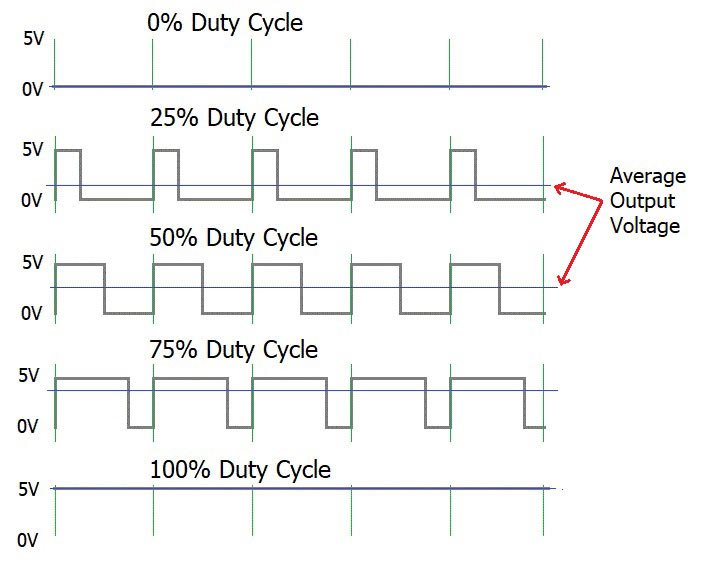 0% Duty Cycle
5V
0V
25% Duty Cycle
5V
0V
Average
Output
Voltage
50% Duty Cycle
5V
0V
75% Duty Cycle
5V
0V
100% Duty Cycle
5V
0V